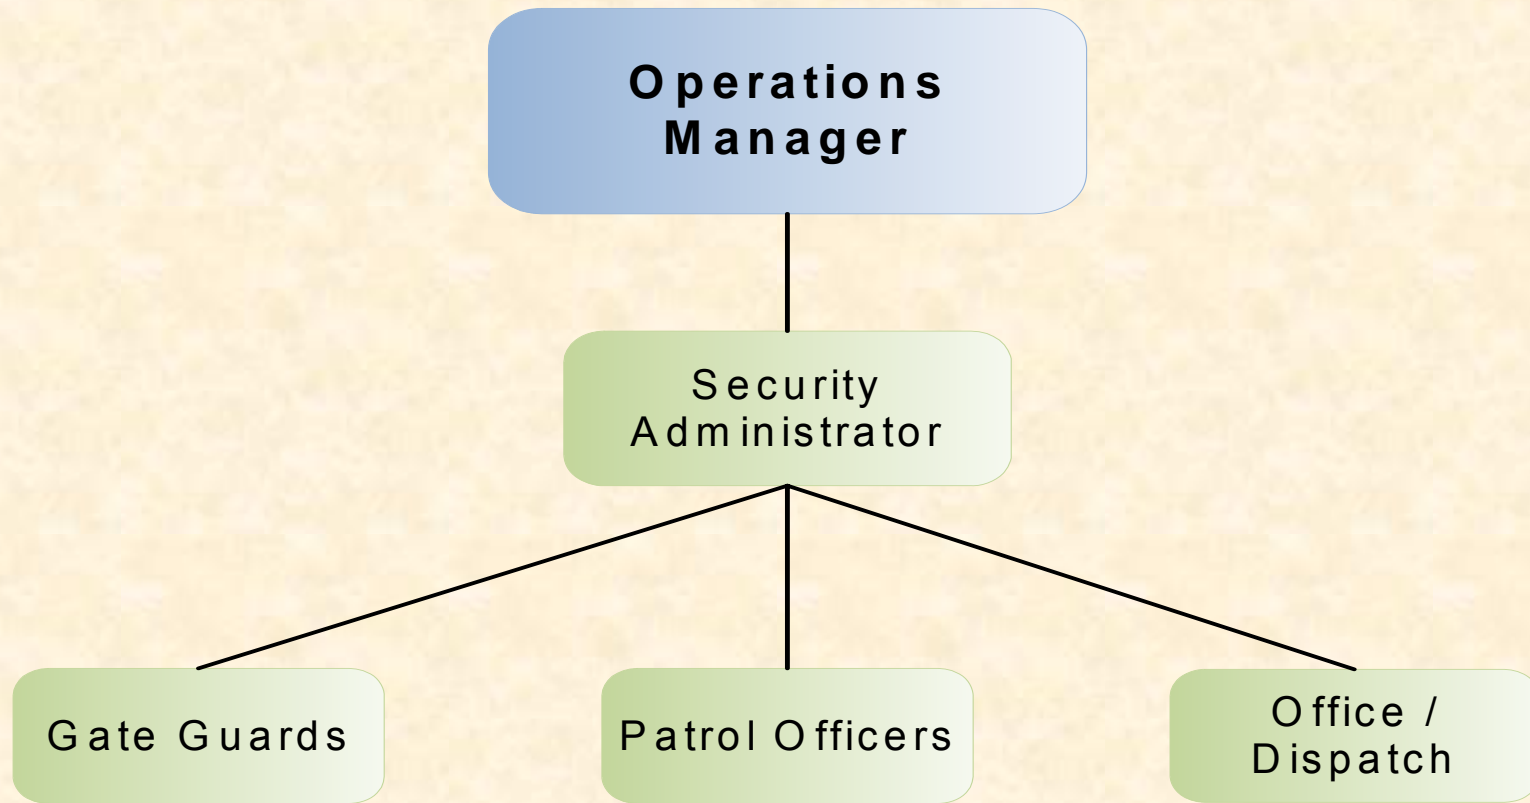 Operations
Manager
Security
Administrator
Gate Guards
Patrol Officers
Office /
Dispatch